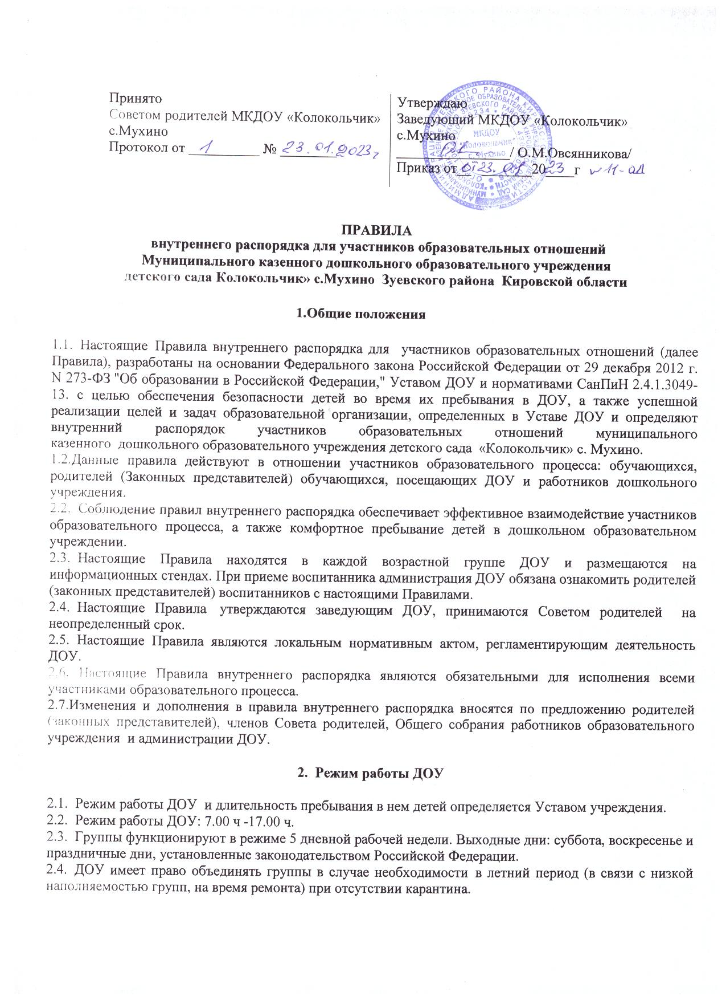 Принято
Советом родителей МКДОУ «Колокольчик»
с.Мухино
Протокол от 1 № 23.01.2023г
Утверждаю
Заведующий МКДОУ «Колокольчик»
с.Мухино
/ О.М.Овсянникова/
Приказ от 23.01 2023 г №11-ОД
МКДОУ
"КОЛОКОЛЬЧИК"
С. МУХИНО
ПРАВИЛА
внутреннего распорядка для участников образовательных отношений
Муниципального казенного дошкольного образовательного учреждения
детского сада Колокольчик» с.Мухино Зуевского района Кировской области
1.Общие положения
1.1. Настоящие Правила внутреннего распорядка для участников образовательных отношений (далее
Правила), разработаны на основании Федерального закона Российской Федерации от 29 декабря 2012 г.
N 273-ФЗ "Об образовании в Российской Федерации," Уставом ДОУ и нормативами СанПиН 2.4.1.3049-
13. с целью обеспечения безопасности детей во время их пребывания в ДОУ, а также успешной
реализации целей и задач образовательной организации, определенных в Уставе ДОУ и определяют
внутренний распорядок участников образовательных отношений муниципального
казенного дошкольного образовательного учреждения детского сада «Колокольчик» с. Мухино.
1.2.Данные правила действуют в отношении участников образовательного процесса: обучающихся,
родителей (Законных представителей) обучающихся, посещающих ДОУ и работников дошкольного
учреждения.
2.2. Соблюдение правил внутреннего распорядка обеспечивает эффективное взаимодействие участников
образовательного процесса, а также комфортное пребывание детей в дошкольном образовательном
учреждении.
2.3. Настоящие Правила находятся в каждой возрастной группе ДОУ и размещаются на
информационных стендах. При приеме воспитанника администрация ДОУ обязана ознакомить родителей
(законных представителей) воспитанников с настоящими Правилами.
2.4. Настоящие Правила утверждаются заведующим ДОУ, принимаются Советом родителей на
неопределенный срок.
2.5. Настоящие Правила являются локальным нормативным актом, регламентирующим деятельность
ДОУ.
2.6. Настоящие Правила внутреннего распорядка являются обязательными для исполнения всеми
участниками образовательного процесса.
2.7.Изменения и дополнения в правила внутреннего распорядка вносятся по предложению родителей
(законных представителей), членов Совета родителей, Общего собрания работников образовательного
учреждения и администрации ДОУ.
2. Режим работы ДОУ
2.1. Режим работы ДОУ и длительность пребывания в нем детей определяется Уставом учреждения.
2.2. Режим работы ДОУ: 7.00 ч -17.00 ч.
2.3. Группы функционируют в режиме 5 дневной рабочей недели. Выходные дни: суббота, воскресенье и
праздничные дни, установленные законодательством Российской Федерации.
2.4. ДОУ имеет право объединять группы в случае необходимости в летний период (в связи с низкой
наполняемостью групп, на время ремонта) при отсутствии карантина.